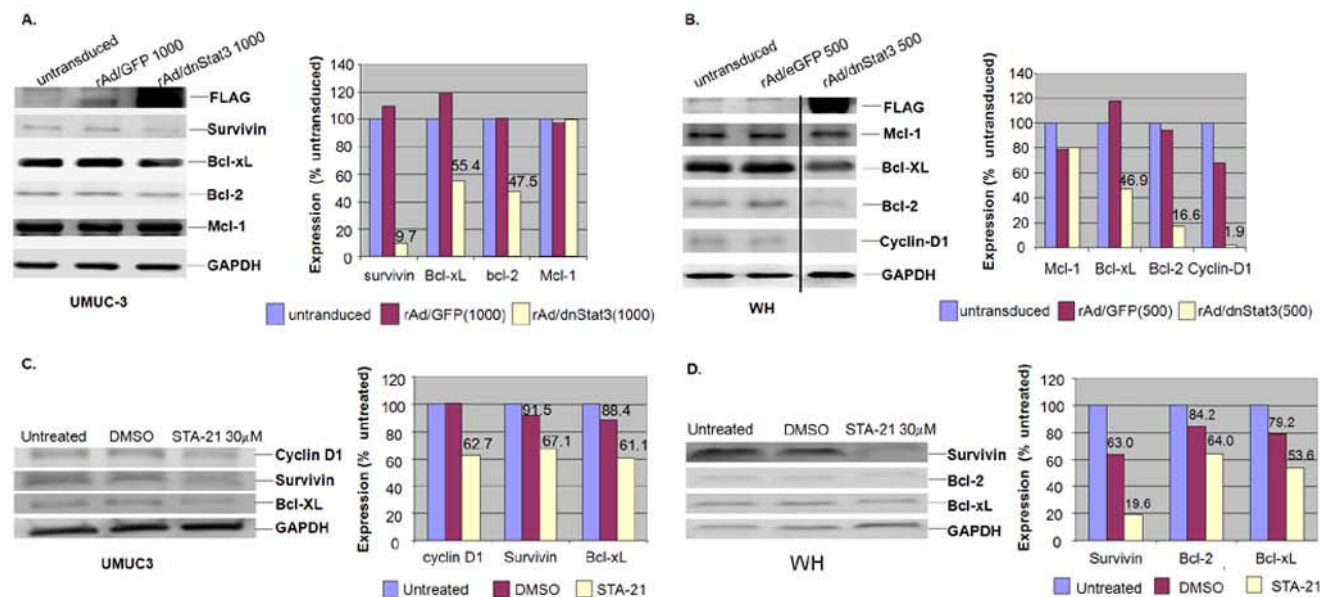 A.
untransduced
rAd/GFP 1000
rAd/dnStat3 1000
FLAG
Survivin
Bcl-xL
Bcl-2
Mcl-1
GAPDH
UMUC-3
Expression (% untransduced)
140
120
100
80
60
40
20
0
9.7
55.4
47.5
survivin Bcl-xL bcl-2 Mcl-1
untranduced rAd/GFP(1000) rAd/dnStat3(1000)
B.
untransduced
rAd/eGFP 500
rAd/dnStat3 500
FLAG
Mcl-1
Bcl-XL
Bcl-2
Cyclin-D1
GAPDH
WH
Expression (% untransduced)
140
120
100
80
60
40
20
0
46.9
16.6
1.9
Mcl-1 Bcl-xL Bcl-2 Cyclin-D1
untransduced rAd/GFP(500) rAd/dnStat3(500)
C.
Untreated DMSO STA-21 30µM
Cyclin D1
Survivin
Bcl-XL
GAPDH
UMUC3
Expression (% untreated)
120
100
80
60
40
20
0
62.7
91.5
67.1
88.4
61.1
cyclin D1 Survivin Bcl-xL
Untreated DMSO STA-21
D.
Untreated DMSO STA-21 30µM
Survivin
Bcl-2
Bcl-xL
GAPDH
WH
Expression (% untreated)
120
100
80
60
40
20
0
63.0
19.6
84.2
64.0
79.2
53.6
Survivin Bcl-2 Bcl-xL
Untreated DMSO STA-21